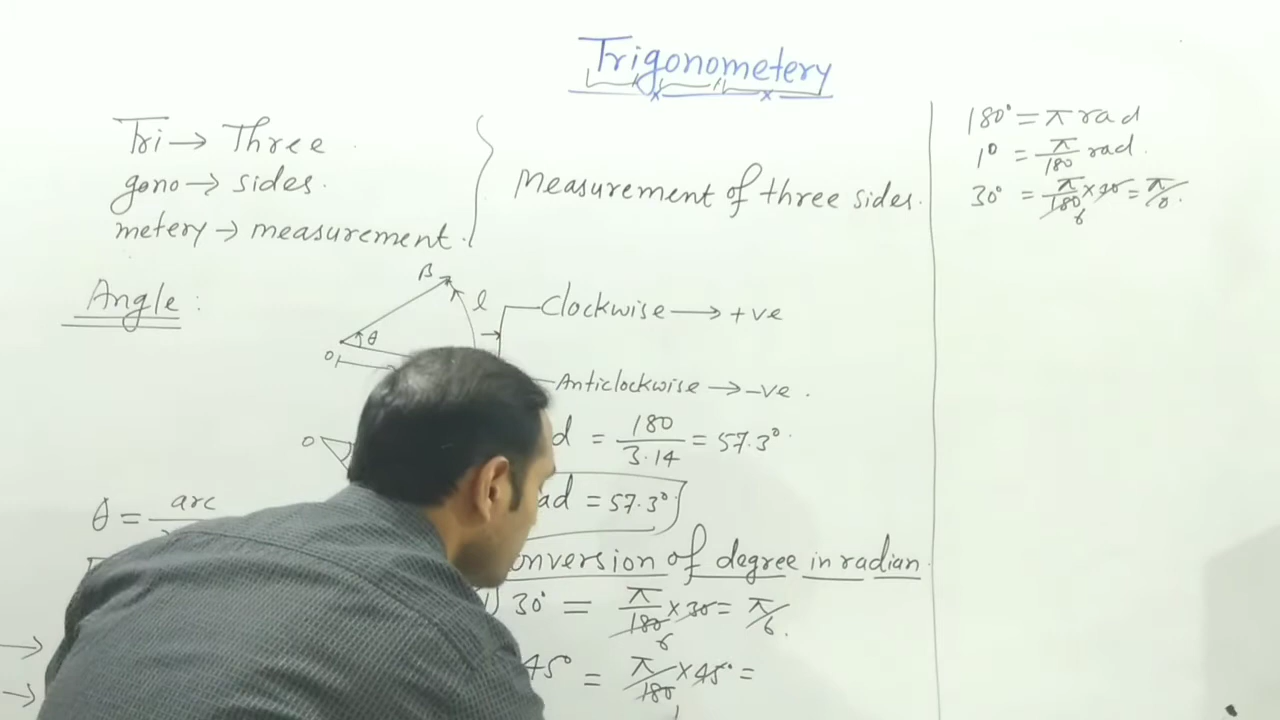 Trigonometery
Tri → Three
gono → sides.
metery → measurement.
Measurement of three sides.
180° = π rad
1° = π/180 rad.
30° = π/180 6 × 30 = π/6.
Angle :
B
l
θ
O
Clockwise → +ve
Anticlockwise → -ve.
O
d = 180/3.14 = 57.3°
ad = 57.3°
θ = arc
onversion of degree in radian.
) 30° = π/180 6 × 30 = π/6.
45° = π/180 × 45° =